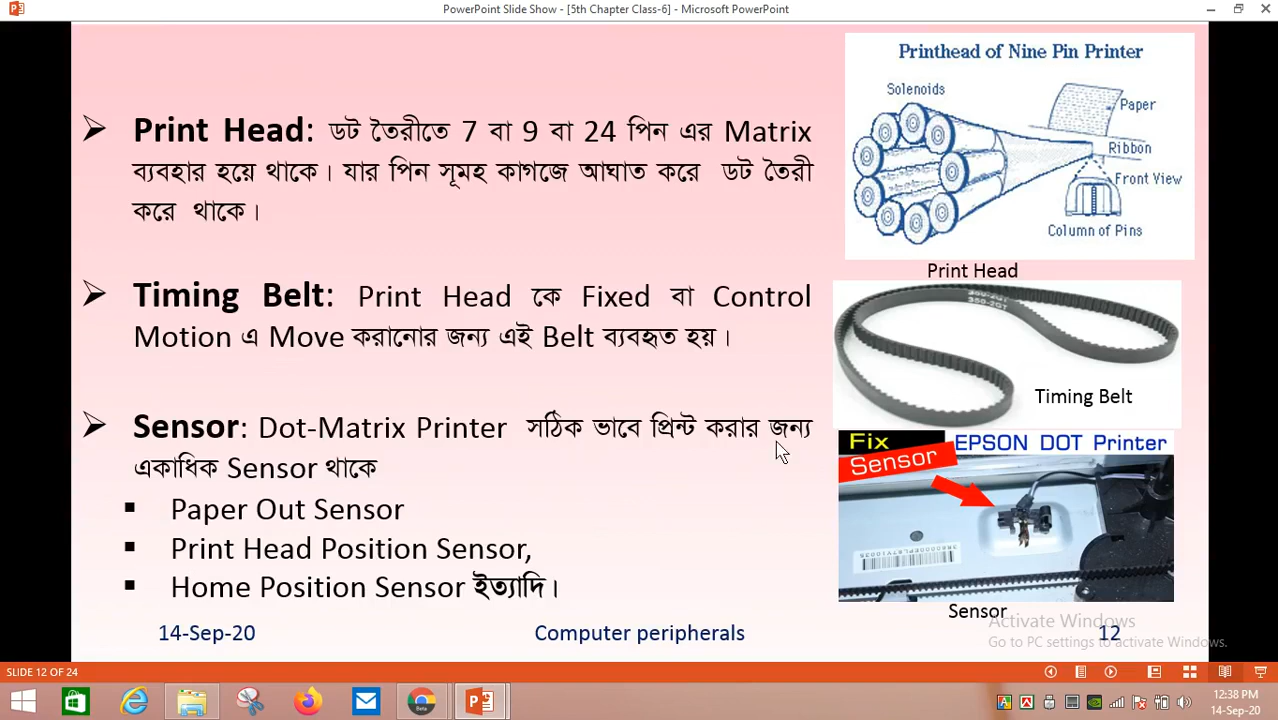 PowerPoint Slide Show - [5th Chapter Class-6] - Microsoft PowerPoint
➢ Print Head: ডট তৈরীতে 7 বা 9 বা 24 পিন এর Matrix
ব্যবহার হয়ে থাকে। যার পিন সূমহ কাগজে আঘাত করে ডট তৈরী
করে থাকে।
➢ Timing Belt: Print Head কে Fixed বা Control
Motion এ Move করানোর জন্য এই Belt ব্যবহৃত হয়।
➢ Sensor: Dot-Matrix Printer সঠিক ভাবে প্রিন্ট করার জন্য
একাধিক Sensor থাকে
▪ Paper Out Sensor
▪ Print Head Position Sensor,
▪ Home Position Sensor ইত্যাদি।
Printhead of Nine Pin Printer
Solenoids
Paper
Ribbon
Front View
Column of Pins
Print Head
350-2GT
350-2GT
Timing Belt
Fix
Sensor
EPSON DOT Printer
Sensor
14-Sep-20
Computer peripherals
12
Activate Windows
Go to PC settings to activate Windows.
SLIDE 12 OF 24
Beta
12:38 PM
14-Sep-20